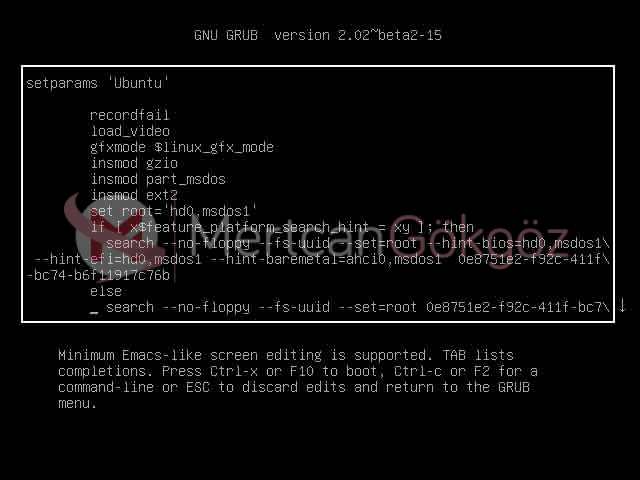 GNU GRUB  version 2.02~beta2-15
setparams 'Ubuntu'
recordfail
load_video
gfxmode $linux_gfx_mode
insmod gzio
insmod part_msdos
insmod ext2
set root='hd0,msdos1'
if [ x$feature_platform_search_hint = xy ]; then
search --no-floppy --fs-uuid --set=root --hint-bios=hd0,msdos1\
--hint-efi=hd0,msdos1 --hint-baremetal=ahci0,msdos1  0e8751e2-f92c-411f\
-bc74-b6f11917c76b
else
search --no-floppy --fs-uuid --set=root 0e8751e2-f92c-411f-bc7\ ↓
MertcanGökgöz
Minimum Emacs-like screen editing is supported. TAB lists
completions. Press Ctrl-x or F10 to boot, Ctrl-c or F2 for a
command-line or ESC to discard edits and return to the GRUB
menu.